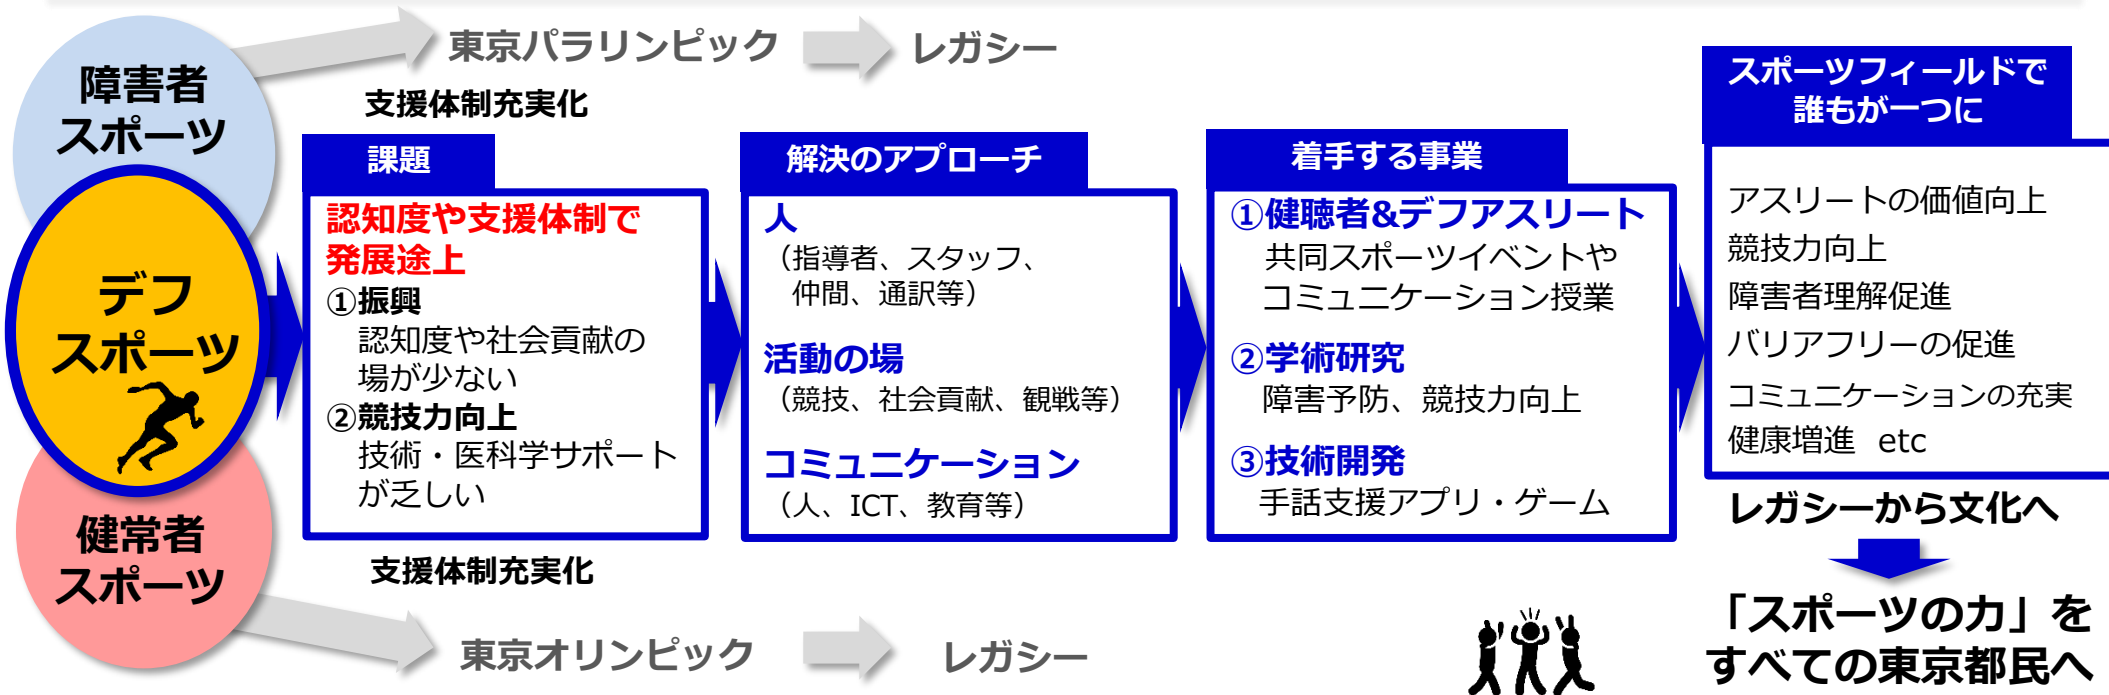 障害者
スポーツ
デフ
スポーツ
健常者
スポーツ
東京パラリンピック
レガシー
支援体制充実化
課題
認知度や支援体制で
発展途上
①振興
認知度や社会貢献の
場が少ない
②競技力向上
技術・医科学サポート
が乏しい
支援体制充実化
東京オリンピック
レガシー
解決のアプローチ
人
（指導者、スタッフ、
仲間、通訳等）
活動の場
（競技、社会貢献、観戦等）
コミュニケーション
（人、ICT、教育等）
着手する事業
①健聴者&デフアスリート
共同スポーツイベントや
コミュニケーション授業
②学術研究
障害予防、競技力向上
③技術開発
手話支援アプリ・ゲーム
スポーツフィールドで
誰もが一つに
アスリートの価値向上
競技力向上
障害者理解促進
バリアフリーの促進
コミュニケーションの充実
健康増進 etc
レガシーから文化へ
「スポーツの力」を
すべての東京都民へ